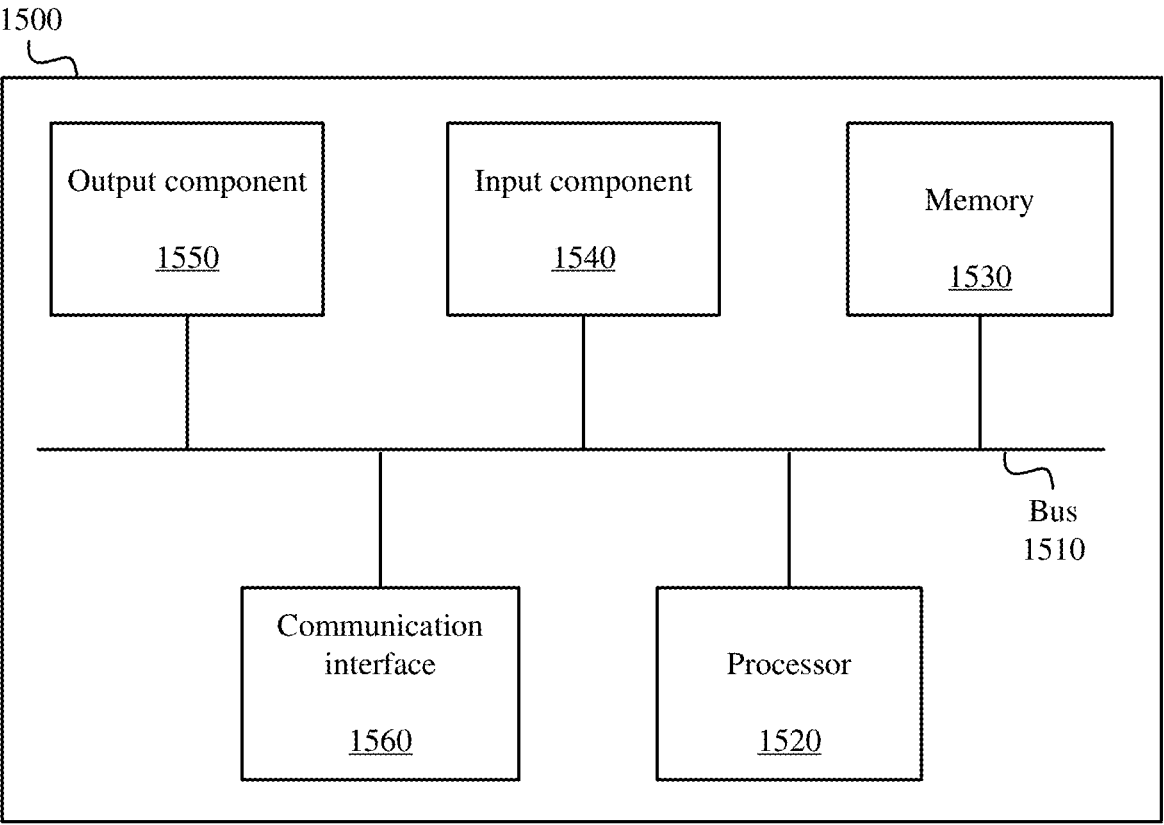 1500
Output component
1550
Input component
1540
Memory
1530
Bus
1510
Communication
interface
1560
Processor
1520